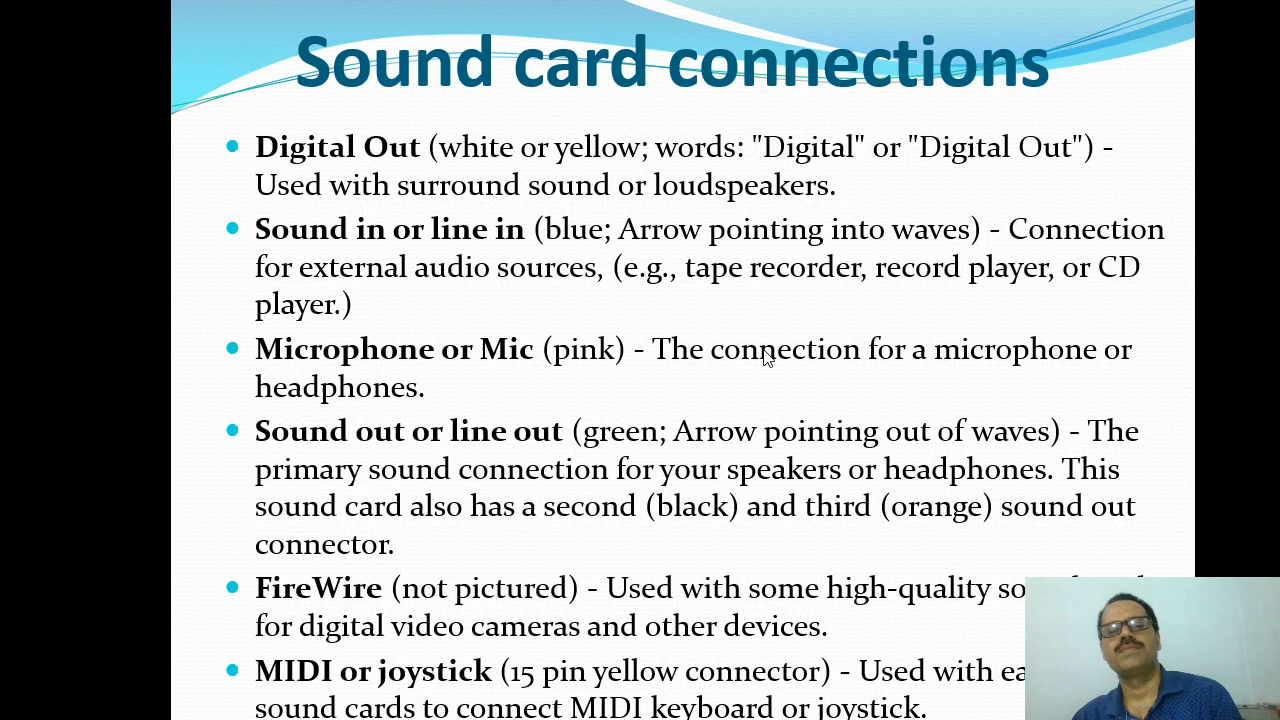 Sound card connections
Digital Out (white or yellow; words: "Digital" or "Digital Out") -
Used with surround sound or loudspeakers.
Sound in or line in (blue; Arrow pointing into waves) - Connection
for external audio sources, (e.g., tape recorder, record player, or CD
player.)
Microphone or Mic (pink) - The connection for a microphone or
headphones.
Sound out or line out (green; Arrow pointing out of waves) - The
primary sound connection for your speakers or headphones. This
sound card also has a second (black) and third (orange) sound out
connector.
FireWire (not pictured) - Used with some high-quality
for digital video cameras and other devices.
MIDI or joystick (15 pin yellow connector) - Used with
sound cards to connect MIDI keyboard or joystick.